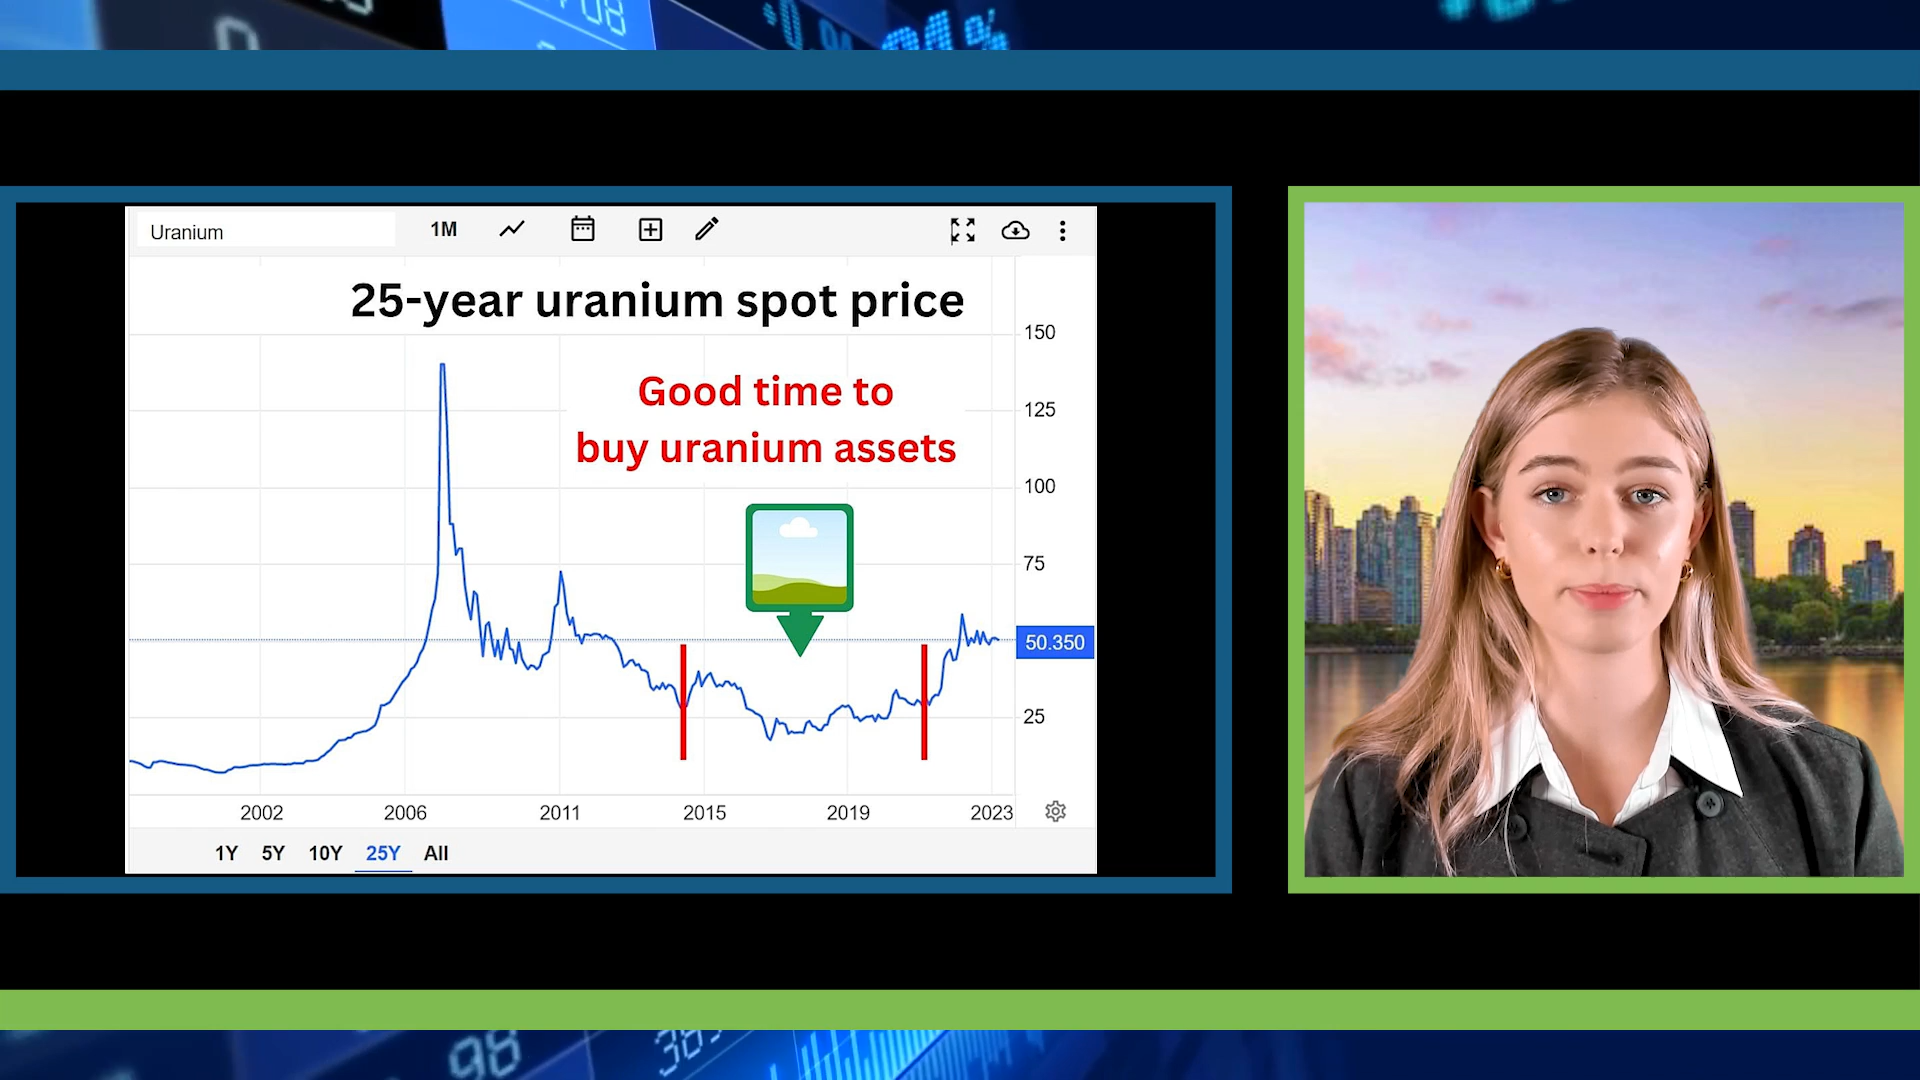 Uranium
1M
25-year uranium spot price
Good time to
buy uranium assets
150
125
100
75
50.350
25
2002 2006 2011 2015 2019 2023
1Y 5Y 10Y 25Y All
98